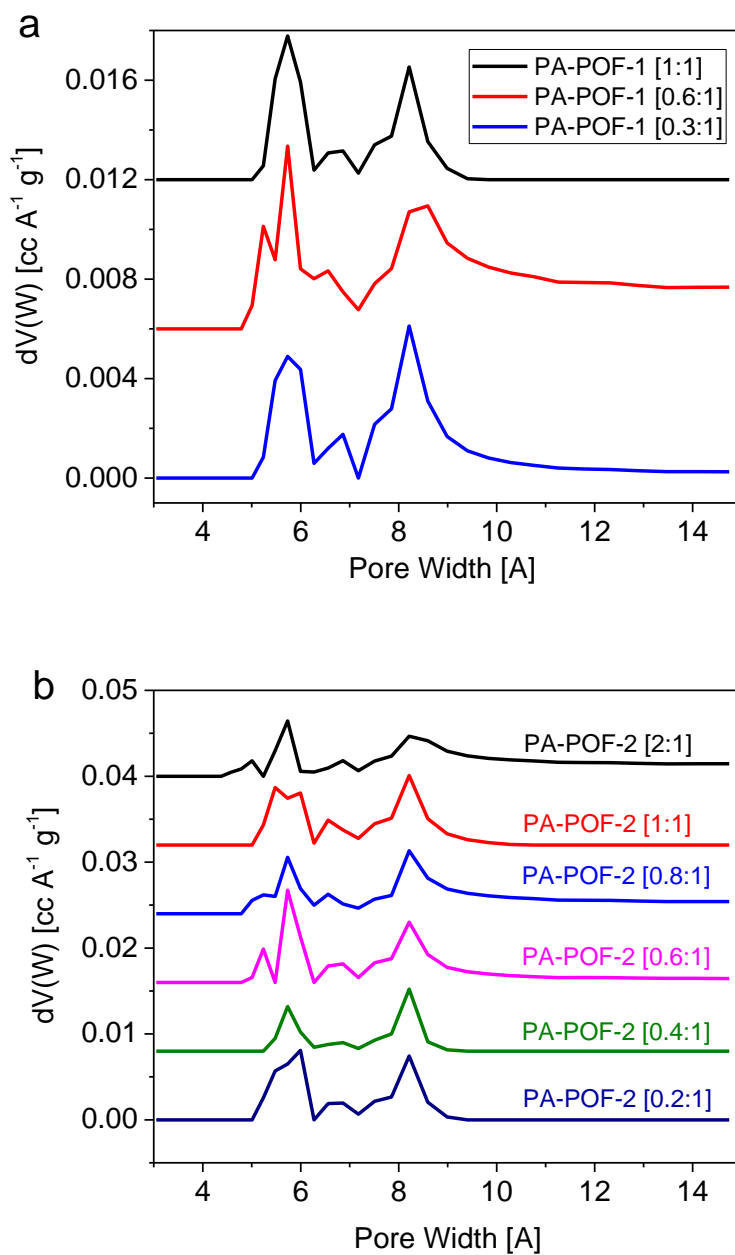 a
PA-POF-1 [1:1]
PA-POF-1 [0.6:1]
PA-POF-1 [0.3:1]
0.016
0.012
0.008
0.004
0.000
dV(W) [cc A⁻¹ g⁻¹]
4 6 8 10 12 14
Pore Width [A]
b
0.05
0.04
0.03
0.02
0.01
0.00
dV(W) [cc A⁻¹ g⁻¹]
PA-POF-2 [2:1]
PA-POF-2 [1:1]
PA-POF-2 [0.8:1]
PA-POF-2 [0.6:1]
PA-POF-2 [0.4:1]
PA-POF-2 [0.2:1]
4 6 8 10 12 14
Pore Width [A]